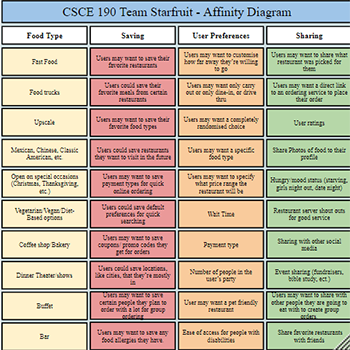 CSCE 190 Team Starfruit - Affinity Diagram
Food Type
Saving
User Preferences
Sharing
Fast Food
Users may want to save their
favorite restaurants
Users may want to customise
how far away they're willing
to go
Users may want to share what
restaurant was picked for
them
Food trucks
Users could save their
favorite meals from certain
restaurants
Users may want only carry
out or only dine-in, or drive
thru.
Users may want a direct link
to an ordering service to place
their order
Upscale
Users may want to save their
favorite food types
Users may want a completely
randomised choice
User ratings
Mexican, Chinese, Classic
American, etc.
Users could save restaurants
they want to visit in the future
Users may want a specific
food type
Share Photos of food to their
profile
Open on special occasions
(Christmas, Thanksgiving,
etc.)
Users may want to save
payment types for quick
online ordering
Users may want to specify
what price range the
restaurant will be
Hungry/mood status (starving,
girls night out, date night)
Vegetarian/Vegan/Diet-
Based options
Users could save default
preferences for quick
searching
Wait Time
Restaurant server shout outs
for good service
Coffee shop/Bakery
Users may want to save
coupons/ promo codes they
get for orders
Payment type
Sharing with other social
media
Dinner Theater shows
Users could save locations,
like cities, that they're mostly
in
Number of people in the
user's party
Event sharing (fundraisers,
bible study, ect.)
Buffet
Users may want to save
certain people they plan to
order with a lot for group
ordering
User may want a pet friendly
restaurant
Users may want to share with
other people they are going to
eat with to create group
orders
Bar
Users may want to save any
food allergies they have.
Ease of access for people with
disabilities
Share favorite restaurants
with friends